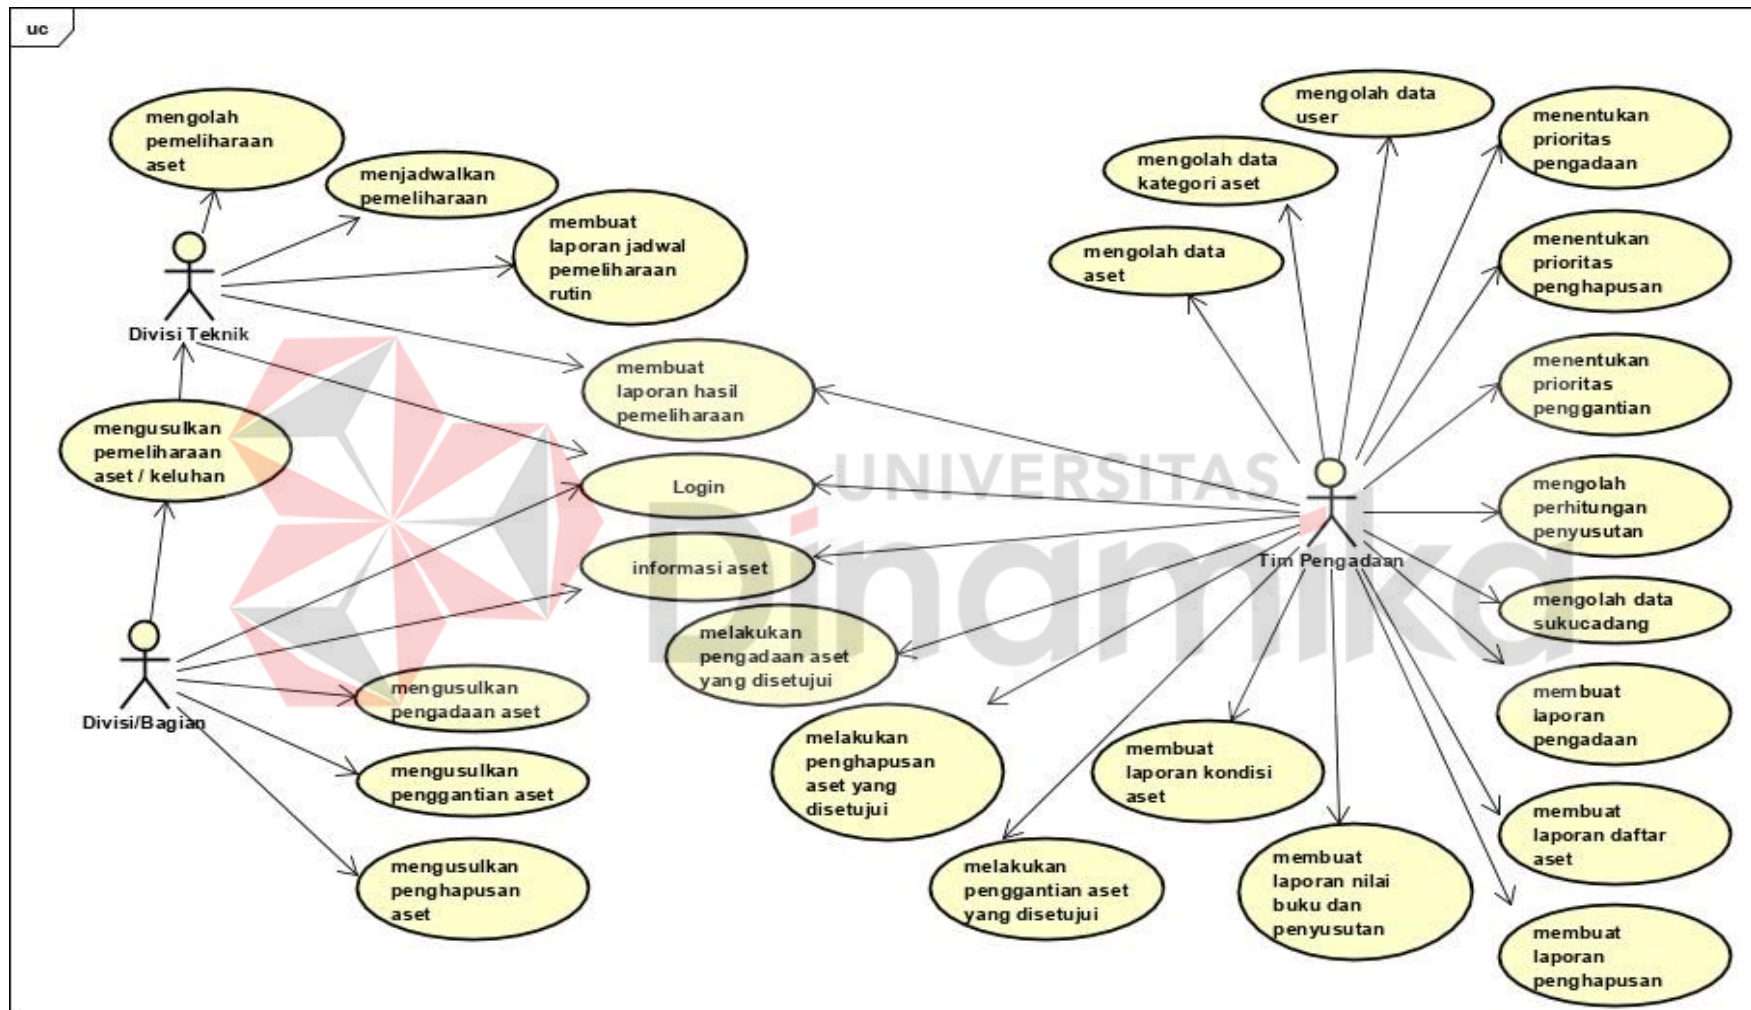 uc
mengolah
pemeliharaan
aset
menjadwalkan
pemeliharaan
membuat
laporan jadwal
pemeliharaan
rutin
Divisi Teknik
membuat
laporan hasil
pemeliharaan
mengusulkan
pemeliharaan
aset / keluhan
Login
informasi aset
Divisi/Bagian
mengusulkan
pengadaan aset
mengusulkan
penggantian aset
mengusulkan
penghapusan
aset
mengolah data
user
mengolah data
kategori aset
mengolah data
aset
menentukan
prioritas
pengadaan
menentukan
prioritas
penghapusan
menentukan
prioritas
penggantian
mengolah
perhitungan
penyusutan
Tim Pengadaan
mengolah data
sukucadang
membuat
laporan
pengadaan
membuat
laporan daftar
aset
membuat
laporan
penghapusan
melakukan
pengadaan aset
yang disetujui
melakukan
penghapusan
aset yang
disetujui
melakukan
penggantian aset
yang disetujui
membuat
laporan kondisi
aset
membuat
laporan nilai
buku dan
penyusutan
UNIVERSITAS
Dinamika